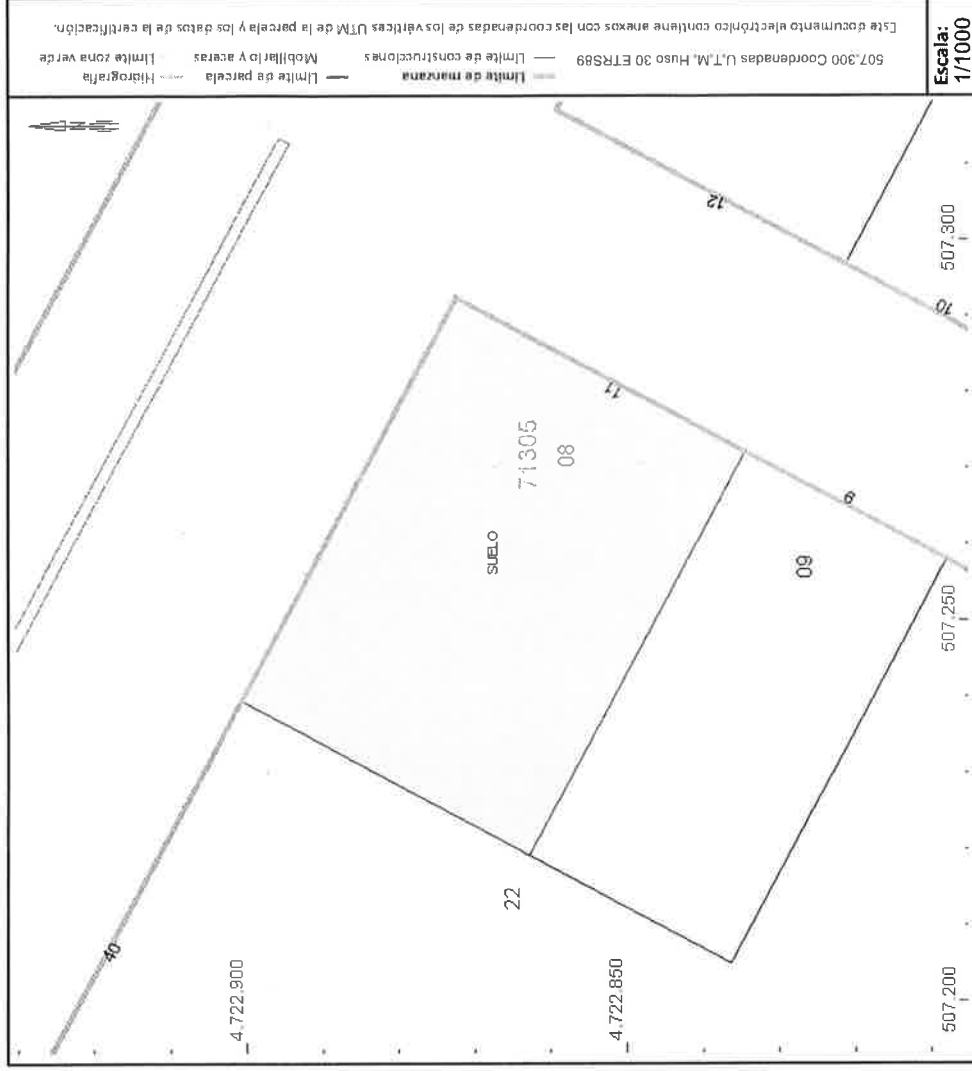 Este documento electrónico contiene anexos con las coordenadas de los vértices UTM de la parcela y los datos de la certificación.
507.300 Coordenadas U.T.M. Huso 30 ETRS89
Límite de manzana
Límite de construcciones
Límite de parcela
Mobiliario y aceras
Hidrografía
Límite zona verde
Escala:
1/1000
12
10
507.300
11
71305
08
SUELO
9
09
507.250
22
40
4.722.900
4.722.850
507.200